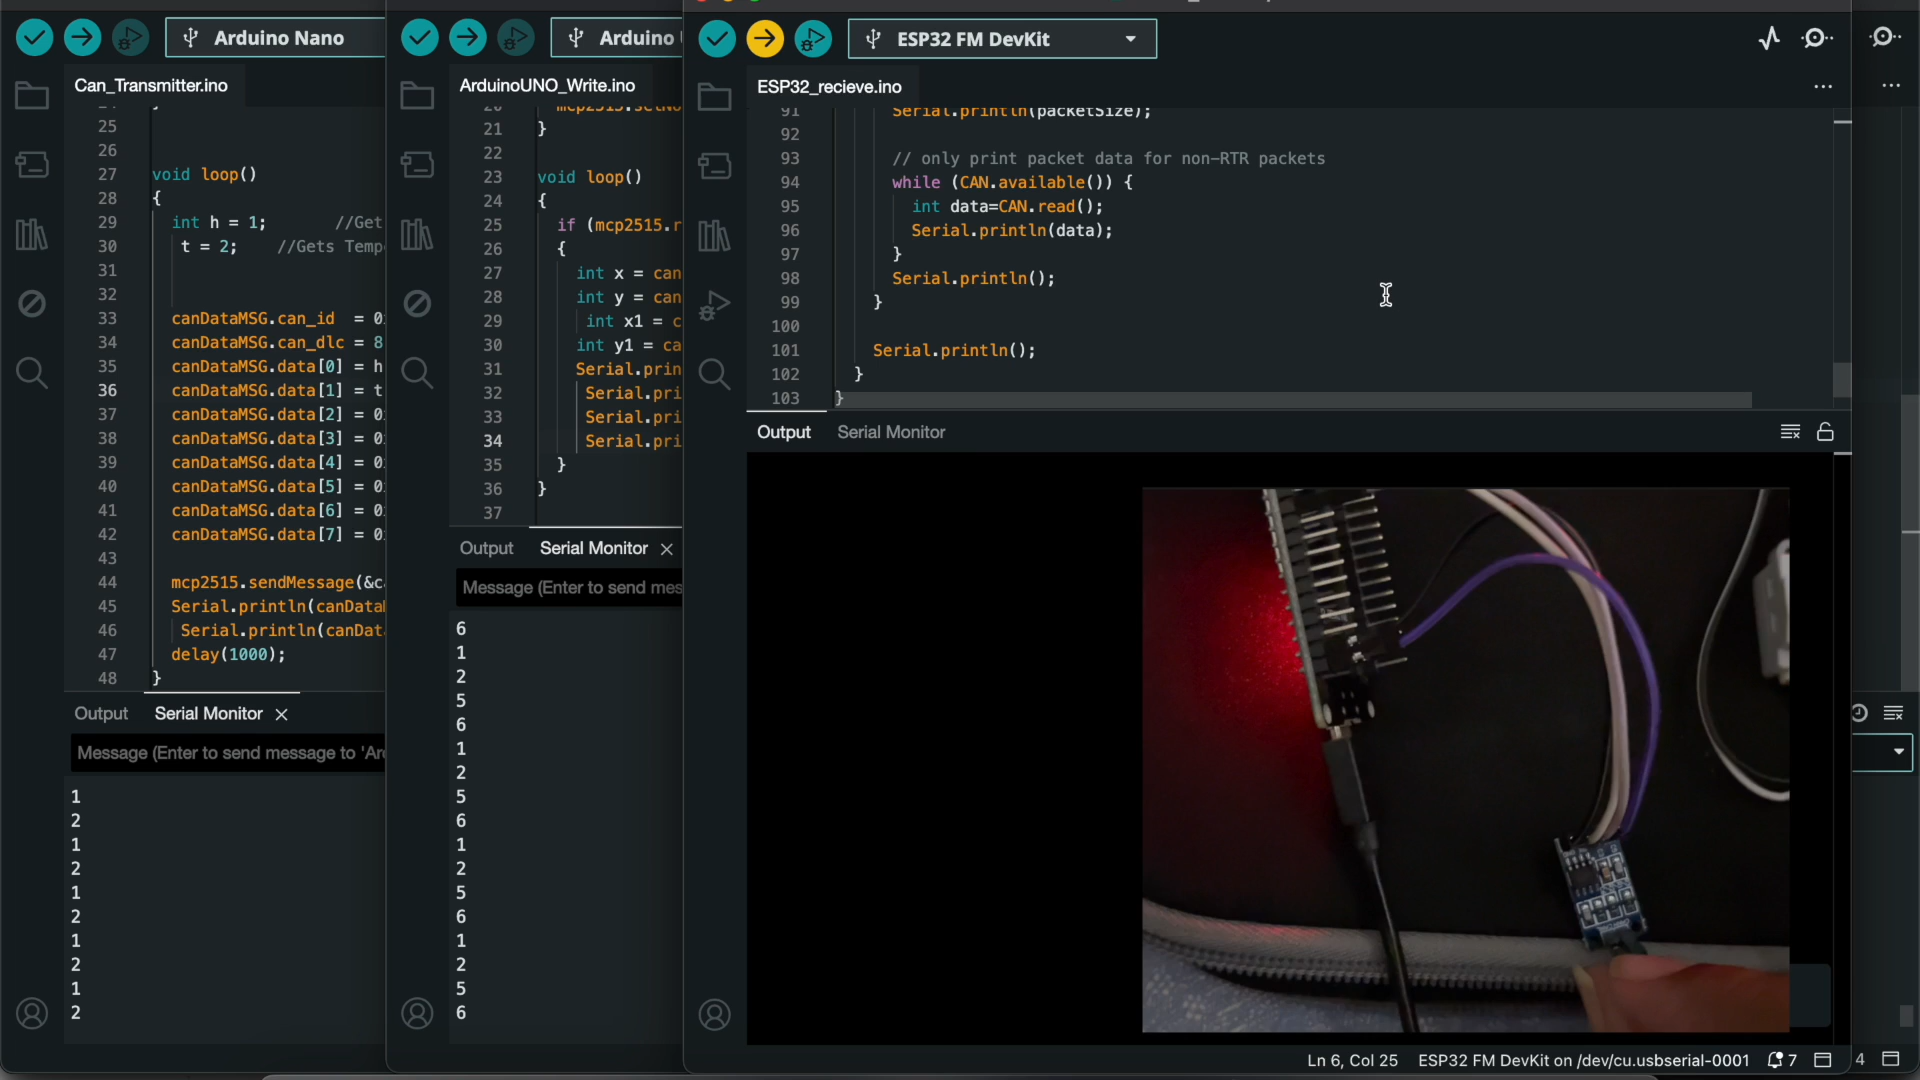 Arduino Nano
Can_Transmitter.ino
25
26
27 void loop()
28 {
29 int h = 1; //Get
30 t = 2; //Gets Temp
31
32
33 canDataMSG.can_id = 0
34 canDataMSG.can_dlc = 8
35 canDataMSG.data[0] = h
36 canDataMSG.data[1] = t
37 canDataMSG.data[2] = 0
38 canDataMSG.data[3] = 0
39 canDataMSG.data[4] = 0
40 canDataMSG.data[5] = 0
41 canDataMSG.data[6] = 0
42 canDataMSG.data[7] = 0
43
44 mcp2515.sendMessage(&c
45 Serial.println(canData
46 Serial.println(canDat
47 delay(1000);
48 }
Output Serial Monitor
Message (Enter to send message to 'Ar
1
2
1
2
1
2
1
2
1
2
Arduino
ArduinoUNO_Write.ino
21 }
22
23 void loop()
24 {
25 if (mcp2515.r
26 {
27 int x = can
28 int y = can
29 int x1 = c
30 int y1 = ca
31 Serial.prin
32 Serial.pri
33 Serial.pri
34 Serial.pri
35 }
36 }
37
Output Serial Monitor
Message (Enter to send mes
6
1
2
5
6
1
2
5
6
1
2
5
6
1
2
5
6
ESP32 FM DevKit
ESP32_recieve.ino
91 Serial.println(packetSize);
92
93 // only print packet data for non-RTR packets
94 while (CAN.available()) {
95 int data=CAN.read();
96 Serial.println(data);
97 }
98 Serial.println();
99 }
100
101 Serial.println();
102 }
103 }
Output Serial Monitor
Ln 6, Col 25 ESP32 FM DevKit on /dev/cu.usbserial-0001 7 4